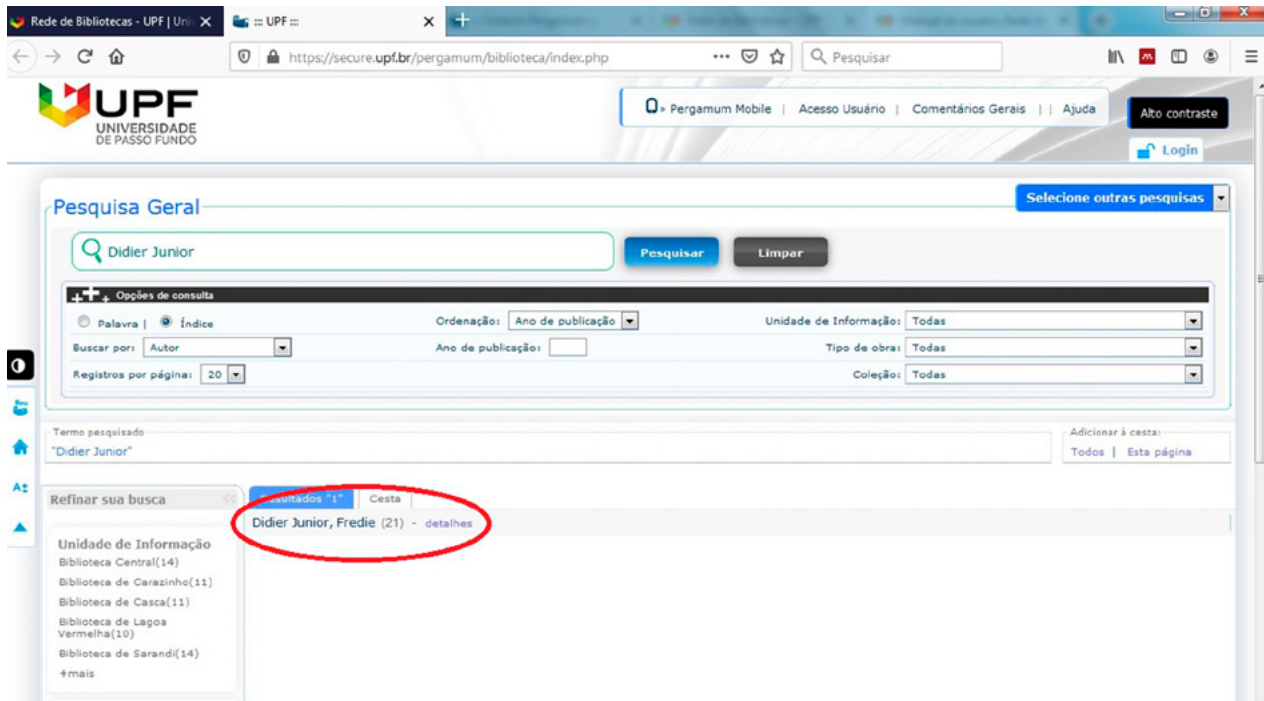 Rede de Bibliotecas - UPF | Uni
::: UPF :::
https://secure.upf.br/pergamum/biblioteca/index.php
Pesquisar
UPF
UNIVERSIDADE
DE PASSO FUNDO
» Pergamum Mobile | Acesso Usuário | Comentários Gerais | | Ajuda
Alto contraste
Login
Pesquisa Geral
Selecione outras pesquisas
Didier Junior
Pesquisar
Limpar
Opções de consulta
Palavra | Índice
Ordenação: Ano de publicação
Unidade de Informação: Todas
Buscar por: Autor
Ano de publicação:
Tipo de obra: Todas
Registros por página: 20
Coleção: Todas
Termo pesquisado
"Didier Junior"
Adicionar à cesta:
Todos | Esta página
A±
Refinar sua busca
Resultados "1"
Cesta
Didier Junior, Fredie (21) - detalhes
Unidade de Informação
Biblioteca Central(14)
Biblioteca de Carazinho(11)
Biblioteca de Casca(11)
Biblioteca de Lagoa
Vermelha(10)
Biblioteca de Sarandi(14)
+mais